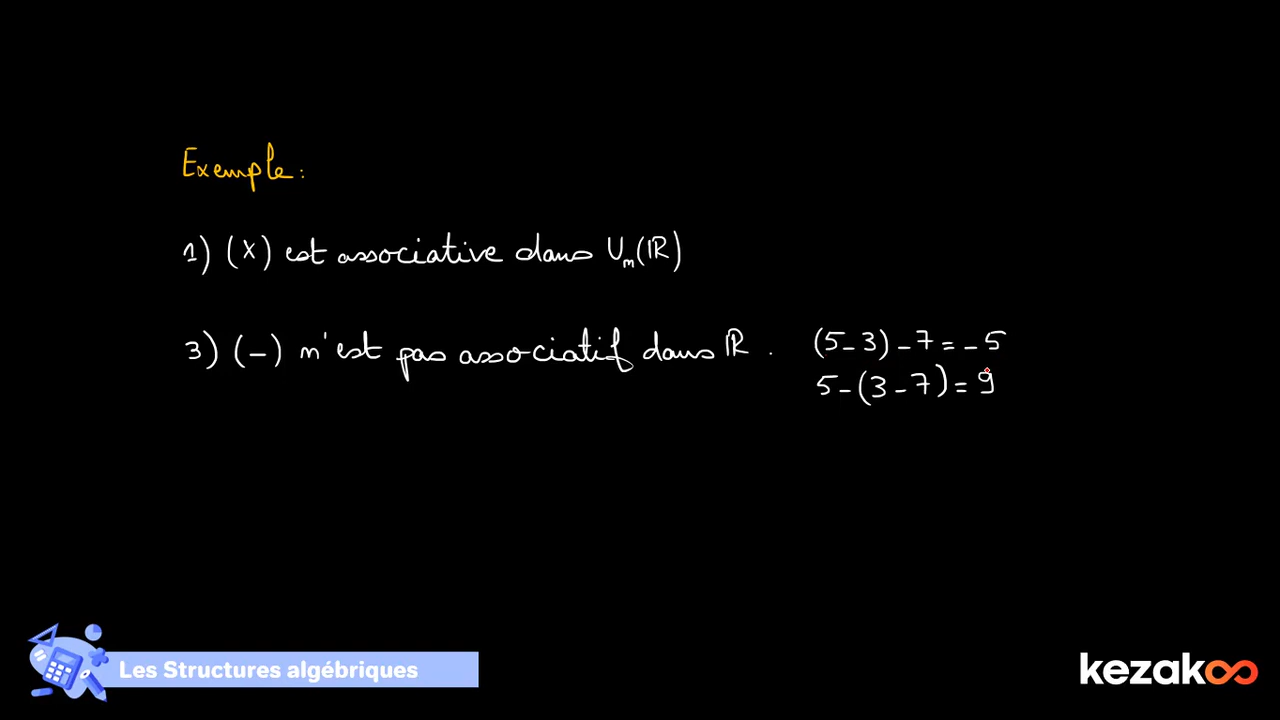 Exemple:
1) (X) est associative dans Um(ℝ)
3) (-) n'est pas associatif dans ℝ.
(5-3)-7=-5
5-(3-7)=9
Les Structures algébriques
kezakoo